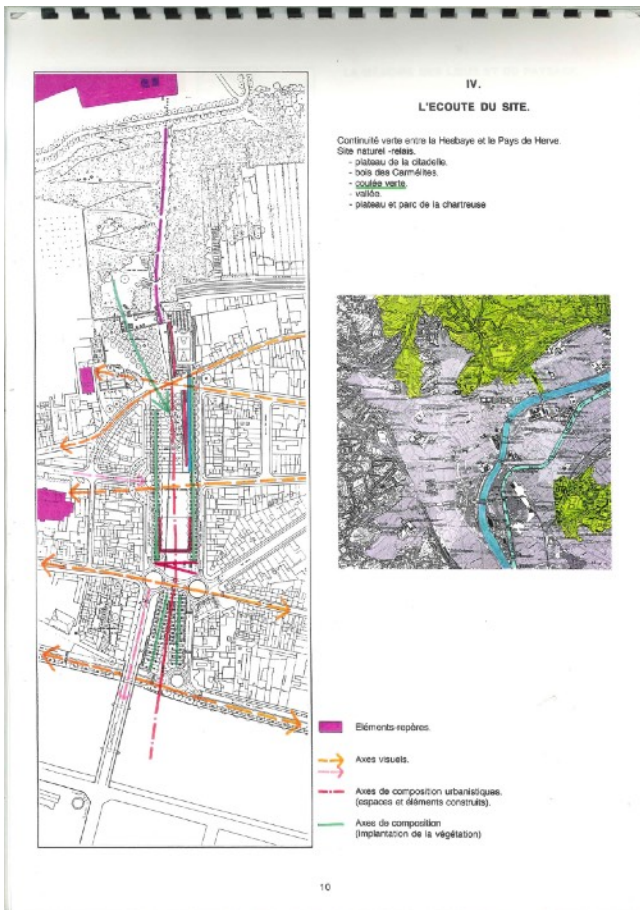 IV.
L'ECOUTE DU SITE.
Continuité verte entre la Hesbaye et le Pays de Herve.
Site naturel -relais.
- plateau de la citadelle.
- bois des Carmélites.
- coulée verte.
- vallée.
- plateau et parc de la chartreuse
Eléments-repères.
Axes visuels.
Axes de composition urbanistiques.
(espaces et éléments construits).
Axes de composition
(implantation de la végétation)
10